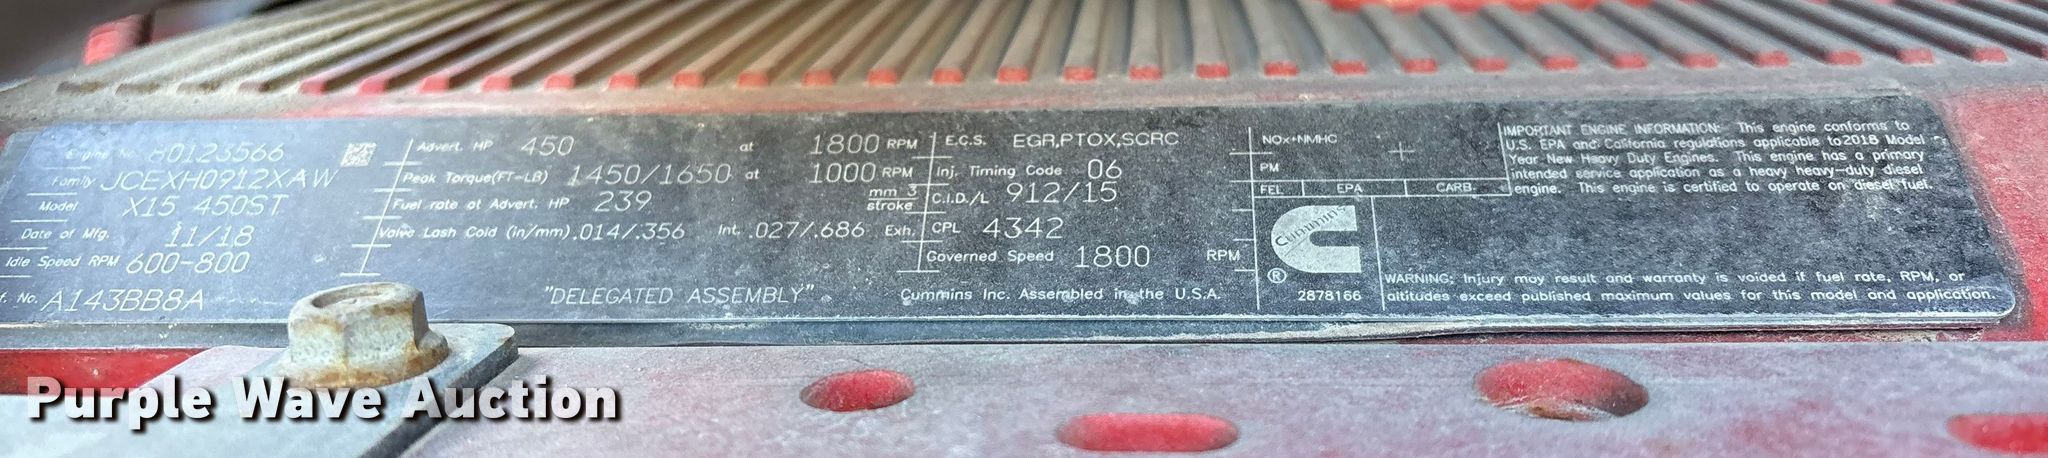 Engine No. 80123566
Family JCEXH0912XAW
Model X15 450ST
Date of Mfg. 11/18
Idle Speed RPM 600-800
f. No. A143BB8A
Advert. HP 450 at 1800 RPM
Peak Torque(FT-LB) 1450/1650 at 1000 RPM
Fuel rate at Advert. HP 239 mm 3 stroke
Valve Lash Cold (in/mm) .014/.356 Int. .027/.686 Exh.
"DELEGATED ASSEMBLY"
E.C.S. EGR,PTOX,SCRC
Inj. Timing Code 06
C.I.D./L 912/15
CPL 4342
Governed Speed 1800 RPM
Cummins Inc. Assembled in the U.S.A.
NOx+NMHC
PM
FEL EPA CARB
Cummins
®
2878166
IMPORTANT ENGINE INFORMATION: This engine conforms to
U.S. EPA and California regulations applicable to 2018 Model
Year New Heavy Duty Engines. This engine has a primary
intended service application as a heavy heavy-duty diesel
engine. This engine is certified to operate on diesel fuel.
WARNING: Injury may result and warranty is voided if fuel rate, RPM, or
altitudes exceed published maximum values for this model and application.
Purple Wave Auction